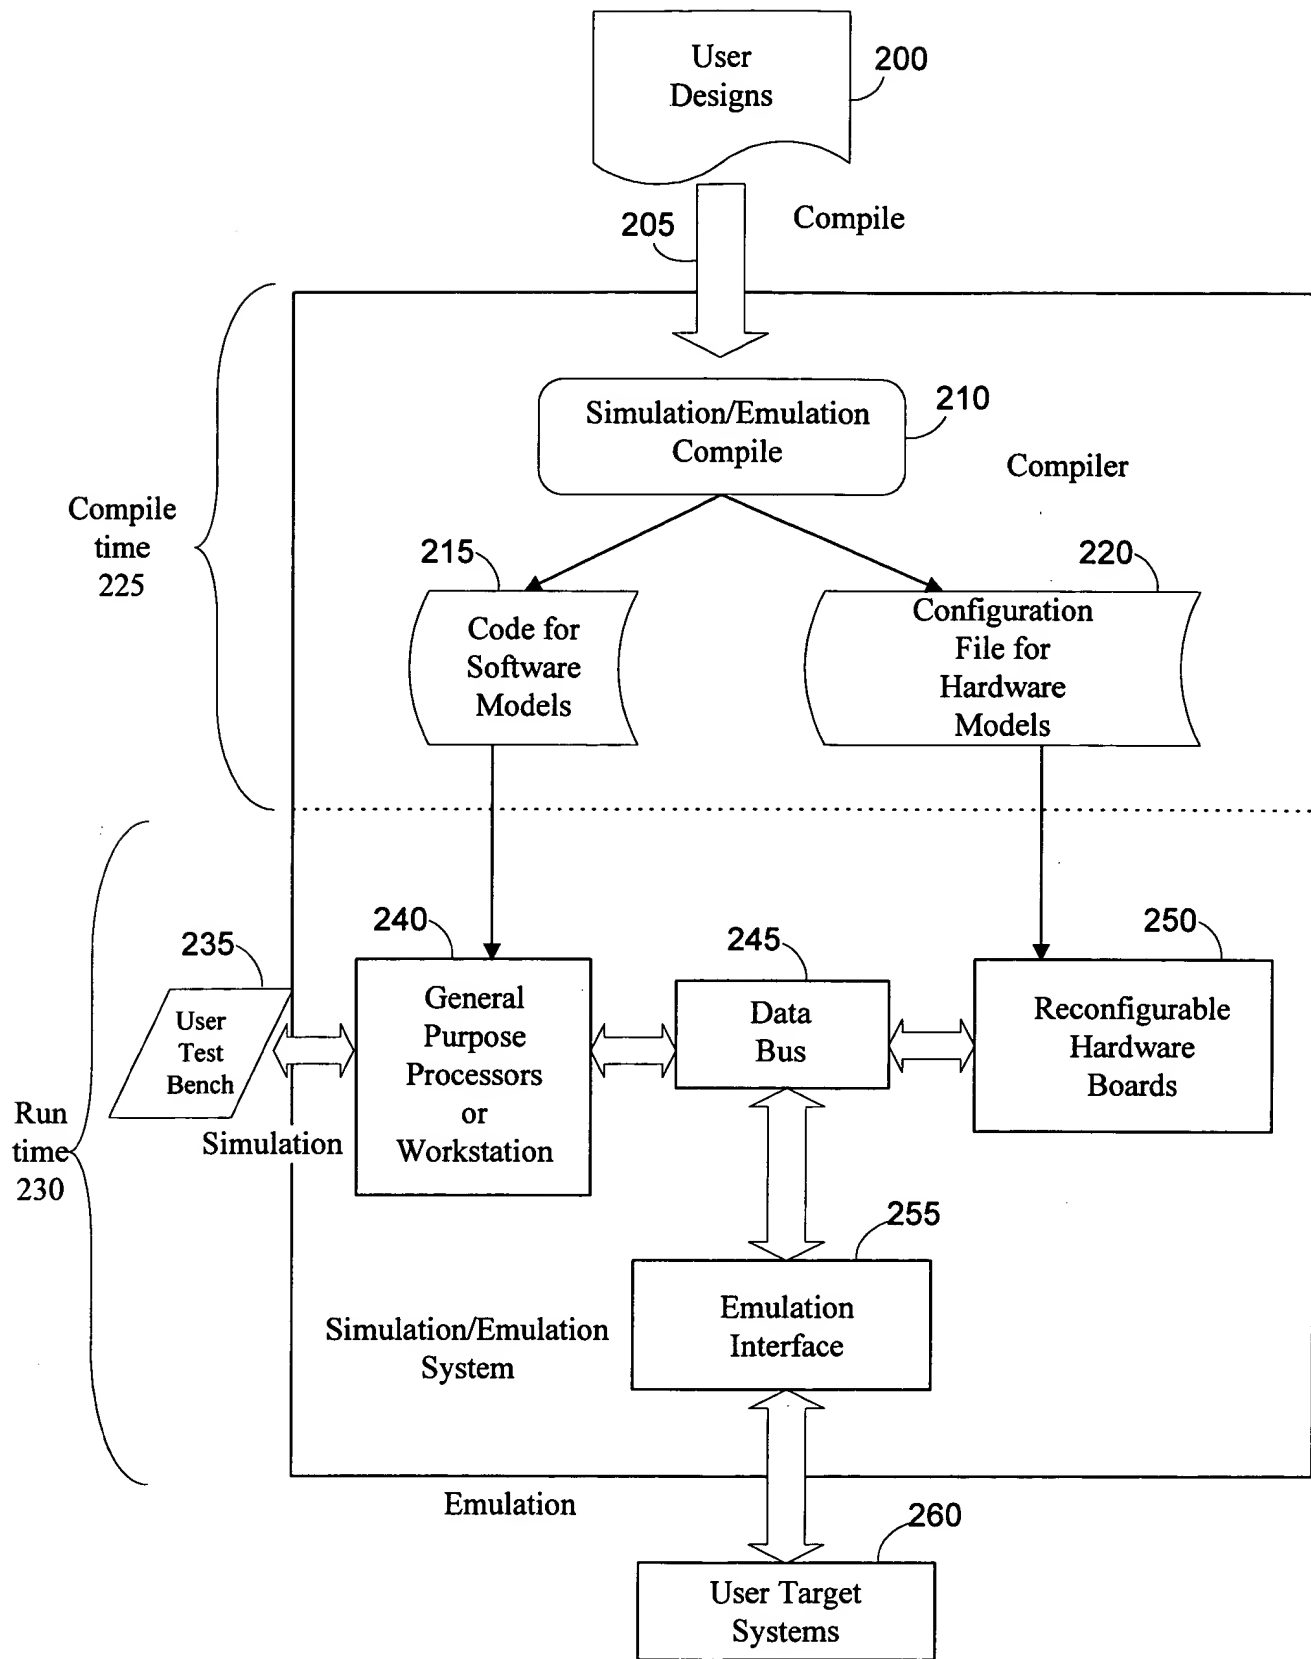 User
Designs
200
205
Compile
Simulation/Emulation
Compile
210
Compiler
Compile
time
225
215
220
Code for
Software
Models
Configuration
File for
Hardware
Models
235
240
245
250
User
Test
Bench
General
Purpose
Processors
or
Workstation
Data
Bus
Reconfigurable
Hardware
Boards
Run
time
230
Simulation
255
Simulation/Emulation
System
Emulation
Interface
Emulation
260
User Target
Systems